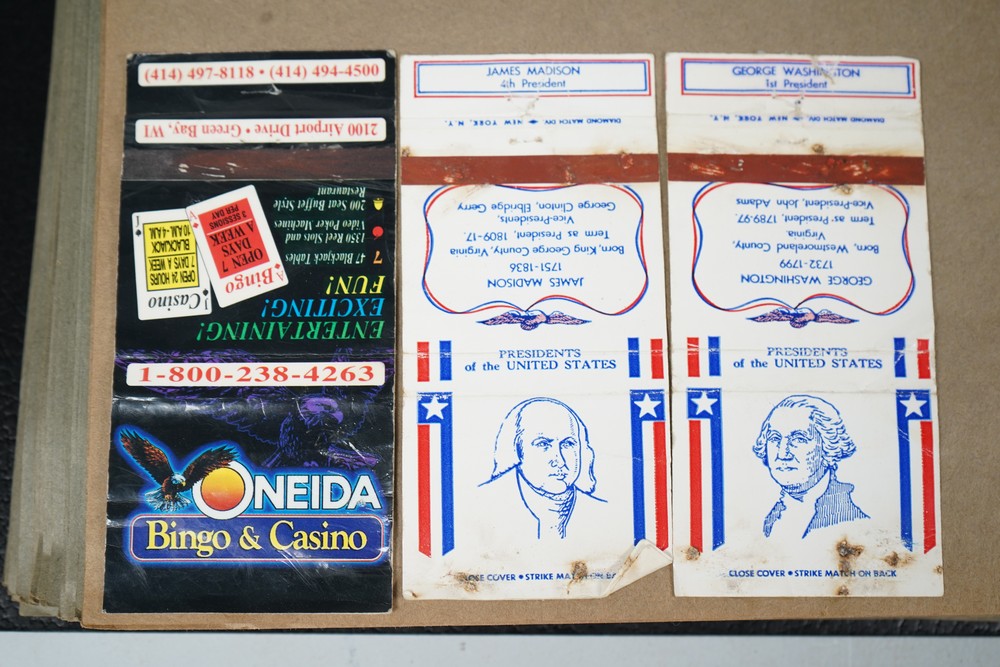 (414) 497-8118 • (414) 494-4500
2100 Airport Drive • Green Bay, WI
200 Seat Buffet Style
Restaurant
1350 Reel Slots and
Video Poker Machines
47 Blackjack Tables
FUN!
EXCITING!
ENTERTAINING!
A Bingo
OPEN 7
DAYS
A WEEK
3 SESSIONS
PER DAY
A
J Casino
OPEN 24 HOURS
7 DAYS A WEEK
BLACKJACK
10 AM-4AM
J
1-800-238-4263
ONEIDA
Bingo & Casino
JAMES MADISON
4th President
DIAMOND MATCH DIV. NEW YORK, N.Y.
JAMES MADISON
1751-1836
Born, King George County, Virginia,
Term as President, 1809-17.
Vice-Presidents,
George Clinton, Elbridge Gerry
PRESIDENTS
of the UNITED STATES
CLOSE COVER • STRIKE MATCH ON
GEORGE WASHINGTON
1st President
DIAMOND MATCH DIV. NEW YORK, N.Y.
GEORGE WASHINGTON
1732-1799
Born, Westmoreland County,
Virginia
Term as President, 1789-97.
Vice-President, John Adams
PRESIDENTS
of the UNITED STATES
CLOSE COVER • STRIKE MATCH ON BACK